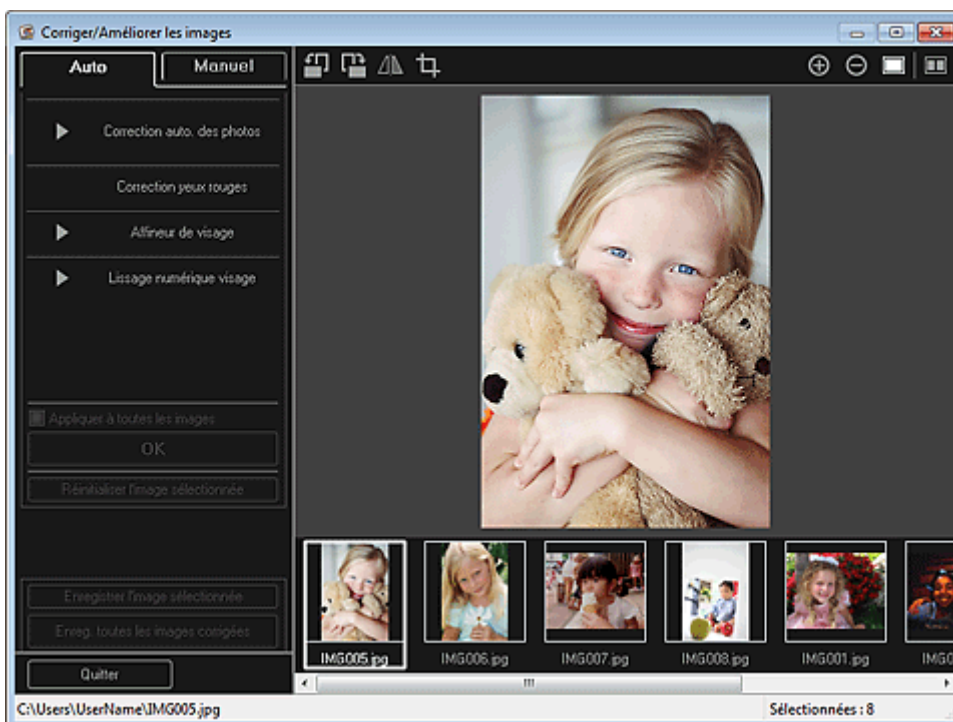 Corriger/Améliorer les images
Auto
Manuel
Correction auto. des photos
Correction yeux rouges
Affineur de visage
Lissage numérique visage
Appliquer à toutes les images
OK
Réinitialiser l'image sélectionnée
Enregistrer l'image sélectionnée
Enreg. toutes les images corrigées
Quitter
IMG005.jpg
IMG006.jpg
IMG007.jpg
IMG008.jpg
IMG001.jpg
IMG0
C:\Users\UserName\IMG005.jpg
Sélectionnées : 8